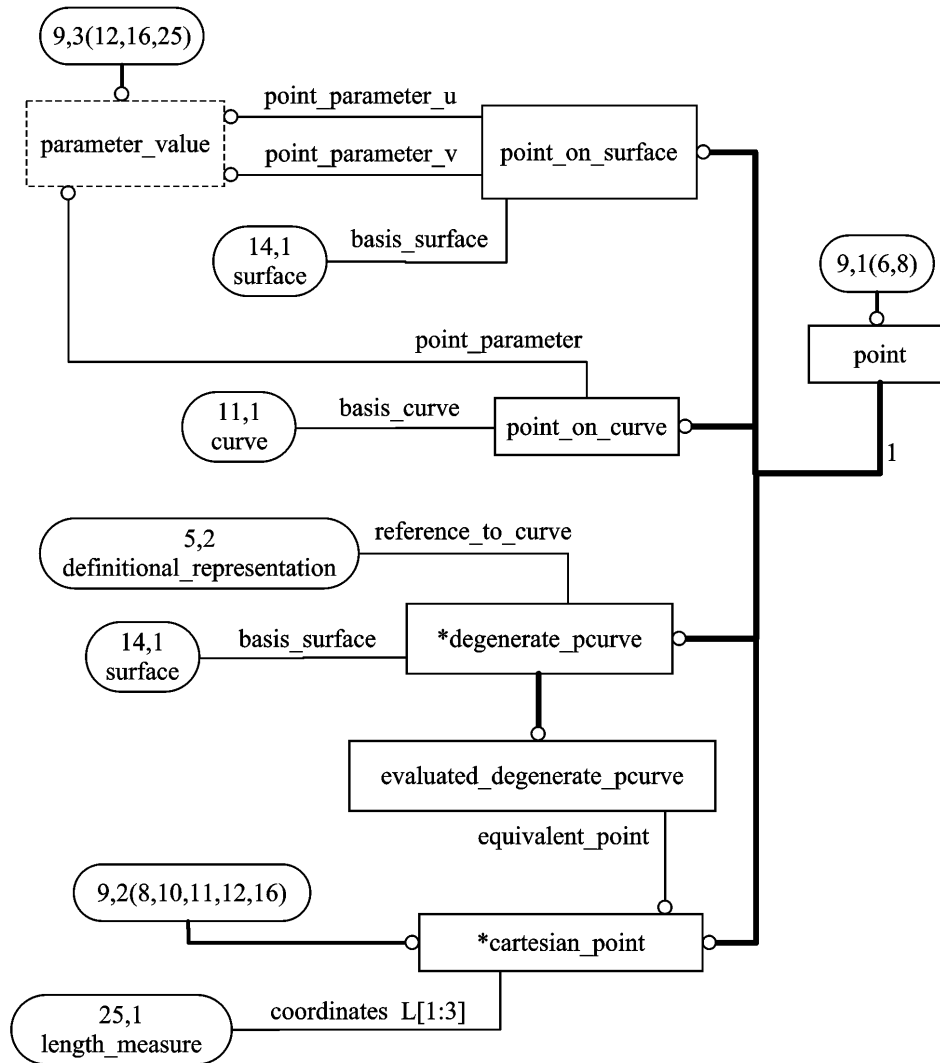 9,3(12,16,25)
point_parameter_u
parameter_value
point_on_surface
point_parameter_v
14,1
surface
basis_surface
9,1(6,8)
point
point_parameter
11,1
curve
basis_curve
point_on_curve
1
5,2
definitional_representation
reference_to_curve
14,1
surface
basis_surface
*degenerate_pcurve
evaluated_degenerate_pcurve
equivalent_point
9,2(8,10,11,12,16)
*cartesian_point
25,1
length_measure
coordinates L[1:3]